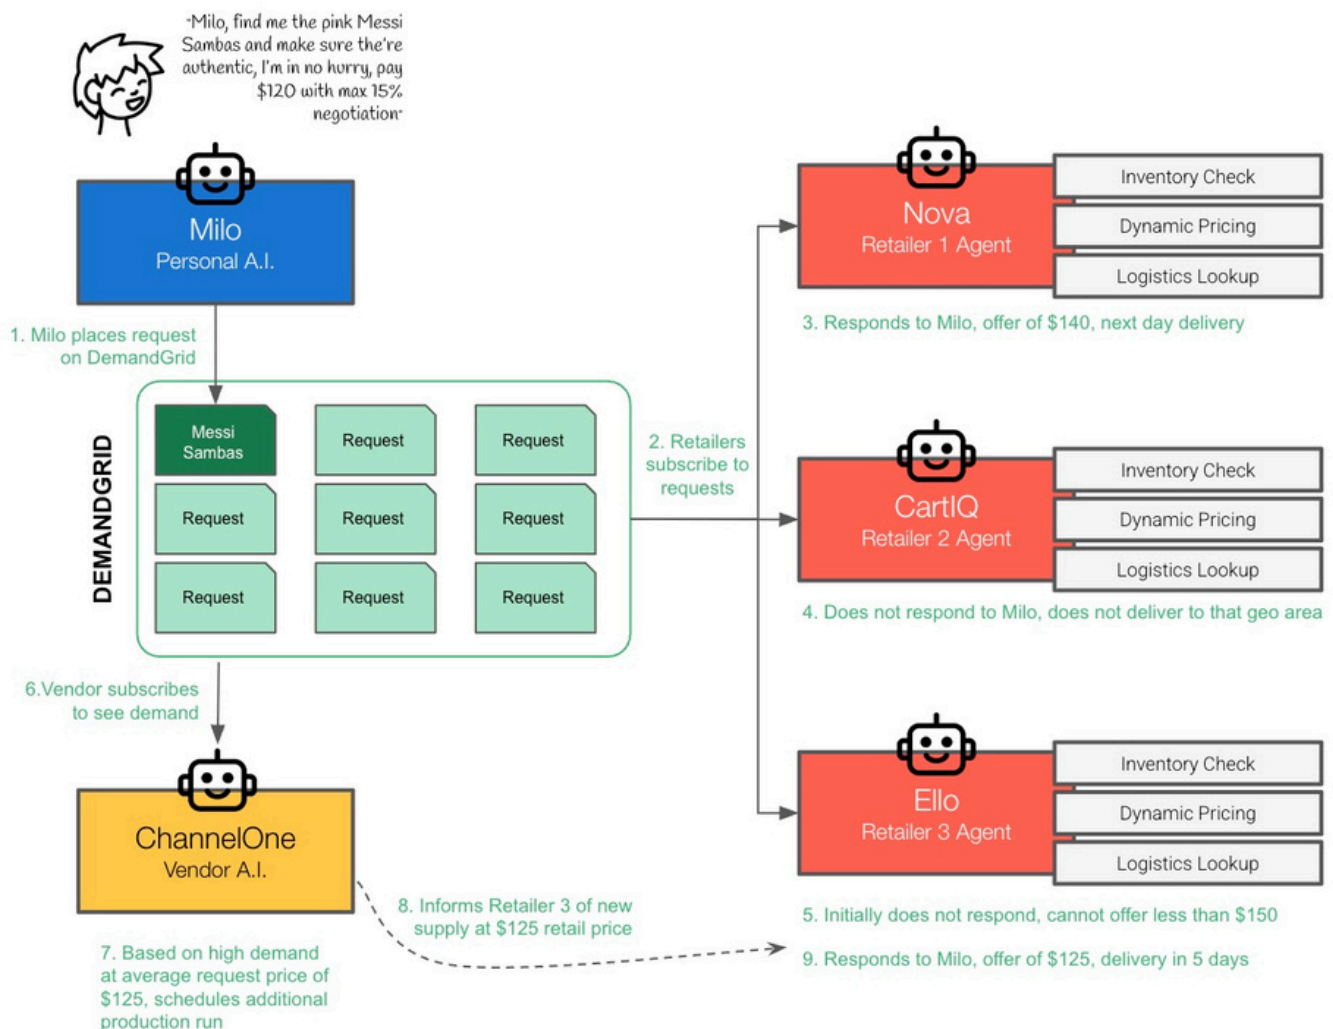 "Milo, find me the pink Messi
Sambas and make sure the're
authentic, I'm in no hurry, pay
$120 with max 15%
negotiation"
Milo
Personal A.I.
1. Milo places request
on DemandGrid
DEMANDGRID
Messi
Sambas
Request
Request
Request
Request
Request
Request
Request
Request
2. Retailers
subscribe to
requests
Nova
Retailer 1 Agent
Inventory Check
Dynamic Pricing
Logistics Lookup
3. Responds to Milo, offer of $140, next day delivery
CartIQ
Retailer 2 Agent
Inventory Check
Dynamic Pricing
Logistics Lookup
4. Does not respond to Milo, does not deliver to that geo area
Ello
Retailer 3 Agent
Inventory Check
Dynamic Pricing
Logistics Lookup
5. Initially does not respond, cannot offer less than $150
6.Vendor subscribes
to see demand
ChannelOne
Vendor A.I.
7. Based on high demand
at average request price of
$125, schedules additional
production run
8. Informs Retailer 3 of new
supply at $125 retail price
9. Responds to Milo, offer of $125, delivery in 5 days